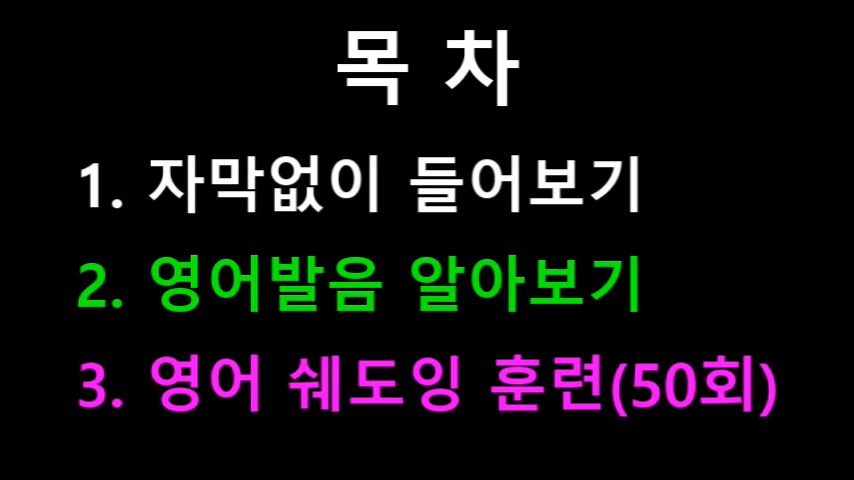 목 차
1. 자막없이 들어보기
2. 영어발음 알아보기
3. 영어 쉐도잉 훈련(50회)